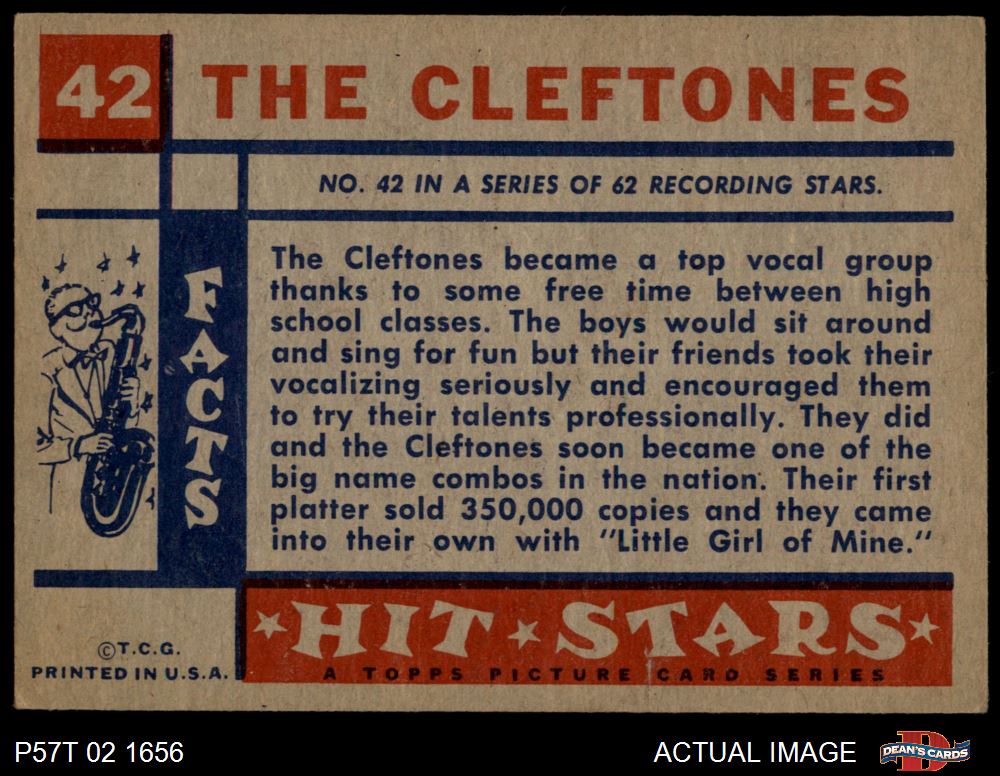 42 THE CLEFTONES
NO. 42 IN A SERIES OF 62 RECORDING STARS.
FACTS
The Cleftones became a top vocal group
thanks to some free time between high
school classes. The boys would sit around
and sing for fun but their friends took their
vocalizing seriously and encouraged them
to try their talents professionally. They did
and the Cleftones soon became one of the
big name combos in the nation. Their first
platter sold 350,000 copies and they came
into their own with "Little Girl of Mine."
HIT STARS
A TOPPS PICTURE CARD SERIES
©T.C.G.
PRINTED IN U.S.A.
P57T 02 1656
ACTUAL IMAGE
D
DEAN'S CARDS